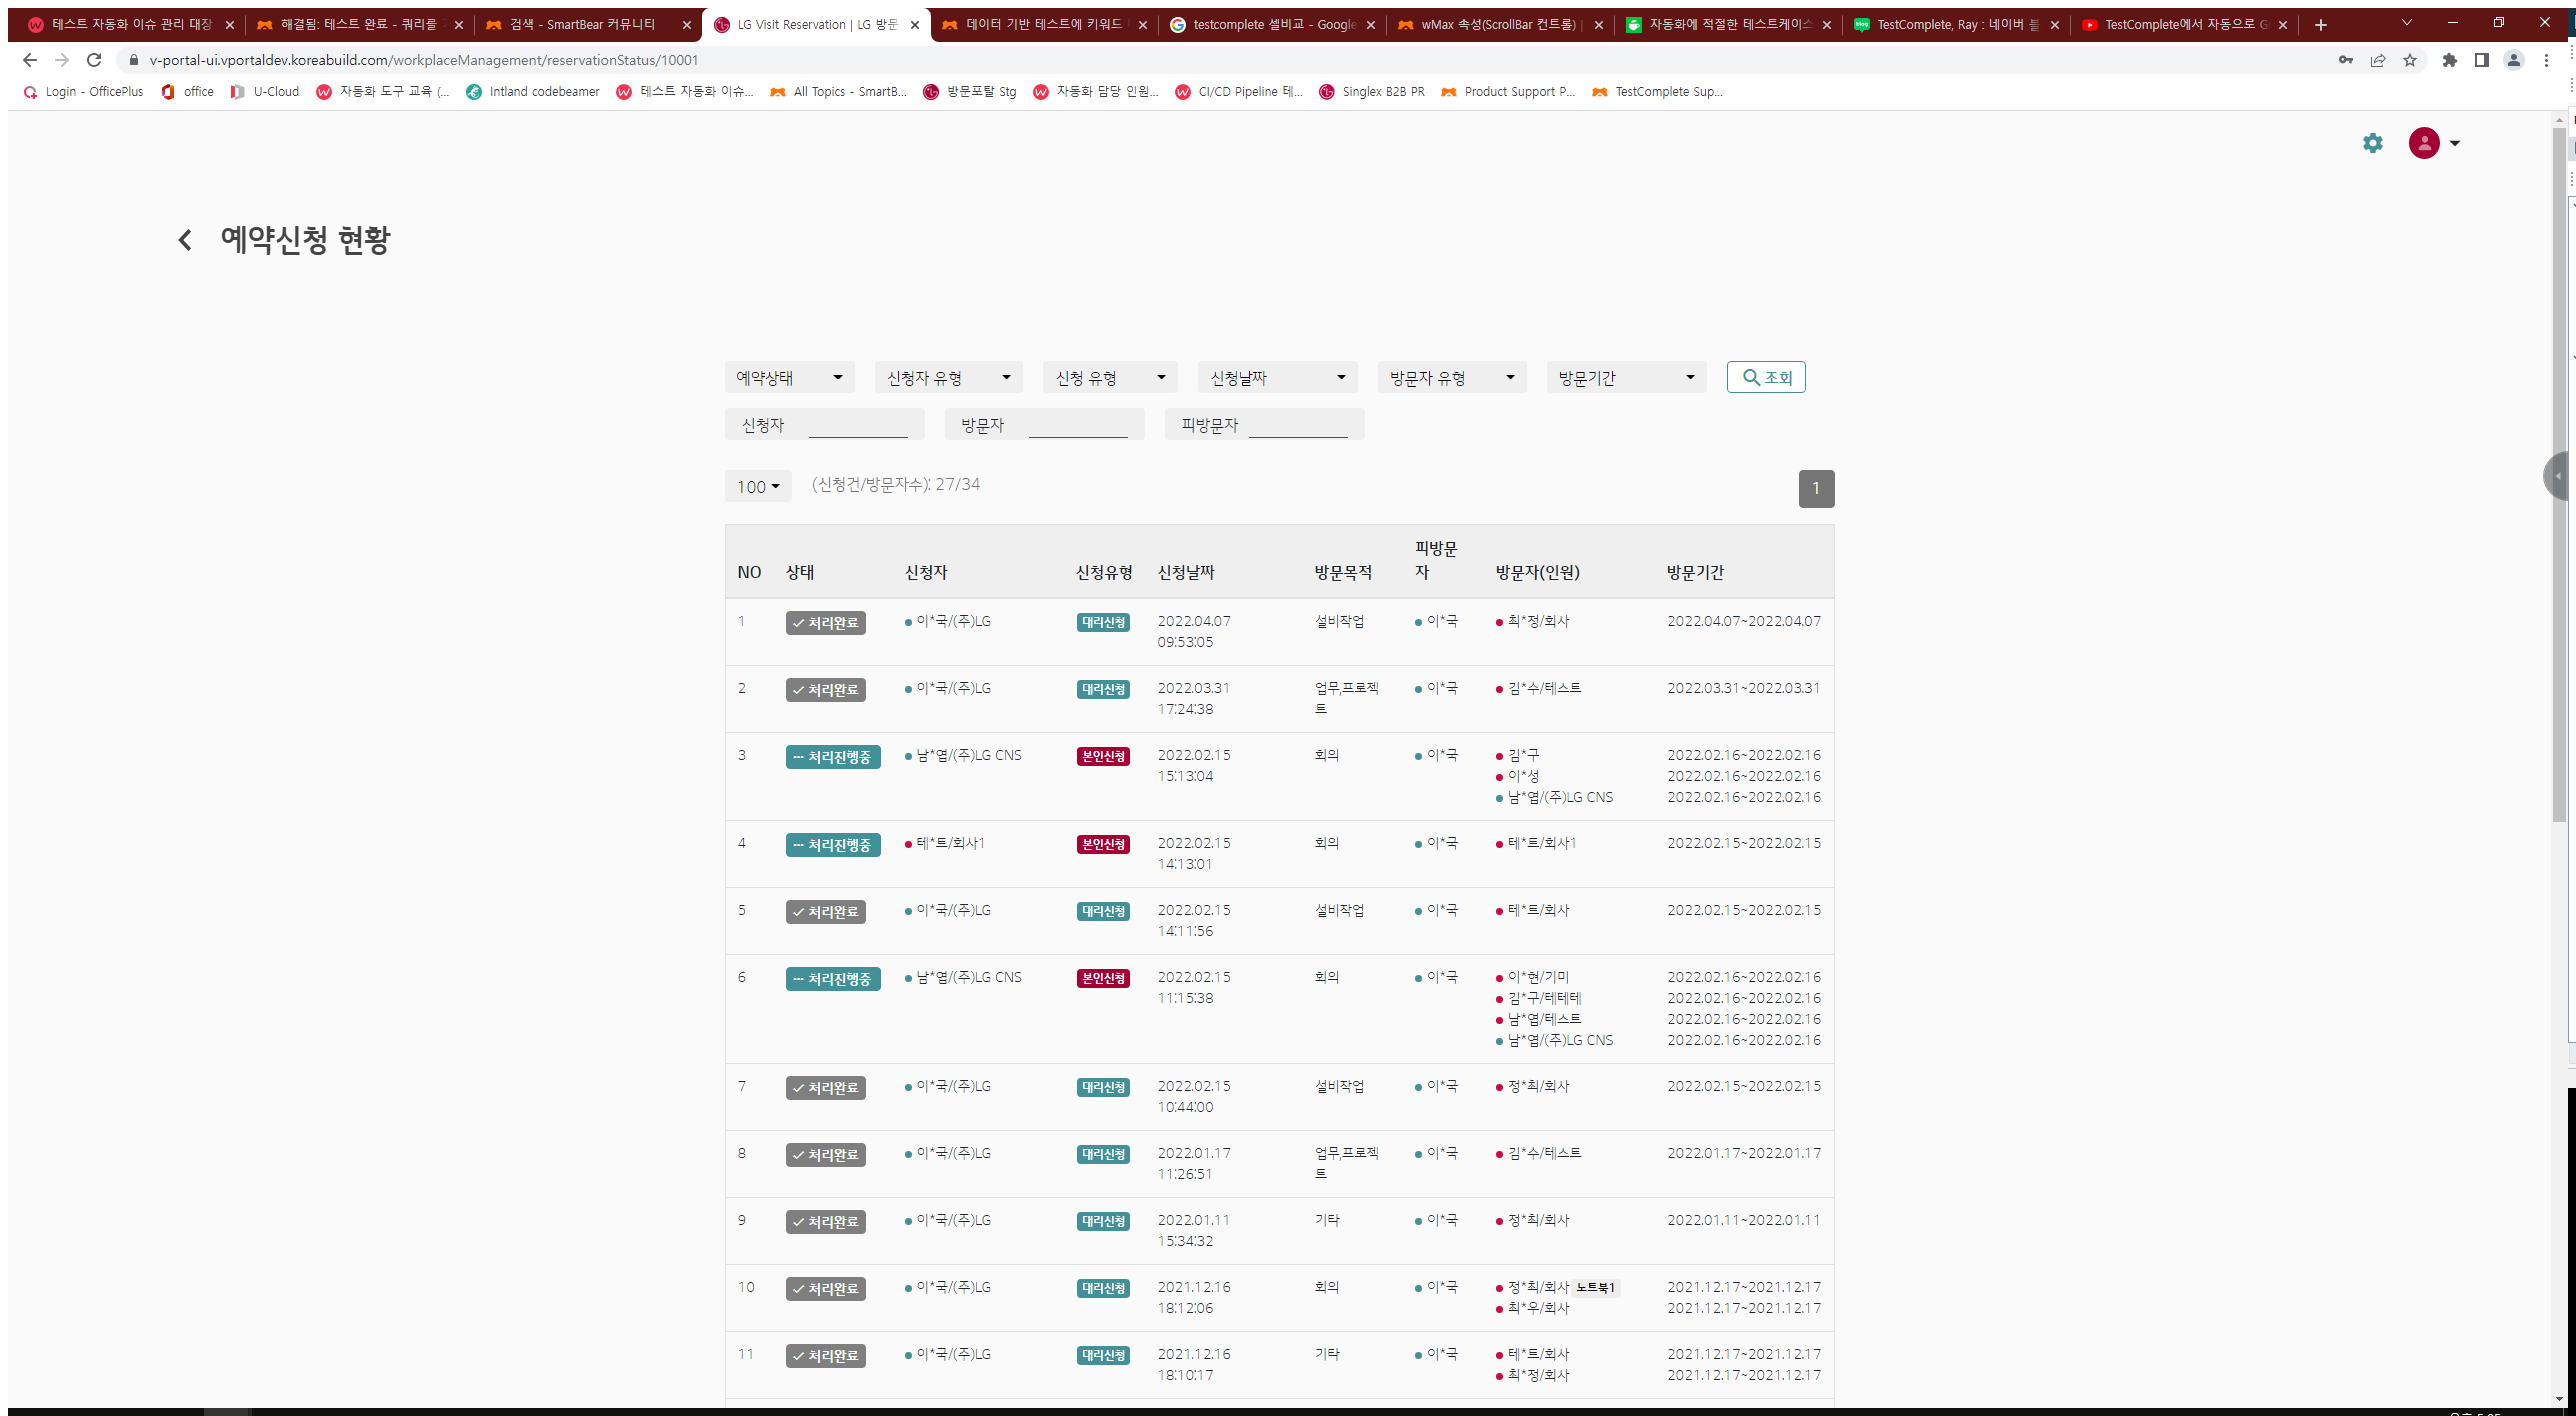 테스트 자동화 이슈 관리 대장
해결됨: 테스트 완료 - 쿼리를
검색 - SmartBear 커뮤니티
LG Visit Reservation | LG 방문
데이터 기반 테스트에 키워드
testcomplete 셀비교 - Google
wMax 속성(ScrollBar 컨트롤) |
자동화에 적절한 테스트케이스
TestComplete, Ray : 네이버 블
TestComplete에서 자동으로 G
v-portal-ui.vportaldev.koreabuild.com/workplaceManagement/reservationStatus/10001
Login - OfficePlus
office
U-Cloud
자동화 도구 교육 (...
Intland codebeamer
테스트 자동화 이슈...
All Topics - SmartB...
방문포탈 Stg
자동화 담당 인원...
CI/CD Pipeline 테...
Singlex B2B PR
Product Support P...
TestComplete Sup...
예약신청 현황
예약상태 신청자 유형 신청 유형 신청날짜 방문자 유형 방문기간 조회
신청자 방문자 피방문자
100 (신청건/방문자수): 27/34 1
NO 상태 신청자 신청유형 신청날짜 방문목적 피방문자 방문자(인원) 방문기간
1 처리완료 이*국/(주)LG 대리신청 2022.04.07 설비작업 이*국 최*정/회사 2022.04.07~2022.04.07
09:53:05
2 처리완료 이*국/(주)LG 대리신청 2022.03.31 업무,프로젝 이*국 김*수/테스트 2022.03.31~2022.03.31
17:24:38 트
3 처리진행중 남*엽/(주)LG CNS 본인신청 2022.02.15 회의 이*국 김*구 2022.02.16~2022.02.16
15:13:04 이*성 2022.02.16~2022.02.16
남*엽/(주)LG CNS 2022.02.16~2022.02.16
4 처리진행중 테*트/회사1 본인신청 2022.02.15 회의 이*국 테*트/회사1 2022.02.15~2022.02.15
14:13:01
5 처리완료 이*국/(주)LG 대리신청 2022.02.15 설비작업 이*국 테*트/회사 2022.02.15~2022.02.15
14:11:56
6 처리진행중 남*엽/(주)LG CNS 본인신청 2022.02.15 회의 이*국 이*현/기미 2022.02.16~2022.02.16
11:15:38 김*구/테테테 2022.02.16~2022.02.16
남*엽/테스트 2022.02.16~2022.02.16
남*엽/(주)LG CNS 2022.02.16~2022.02.16
7 처리완료 이*국/(주)LG 대리신청 2022.02.15 설비작업 이*국 정*최/회사 2022.02.15~2022.02.15
10:44:00
8 처리완료 이*국/(주)LG 대리신청 2022.01.17 업무,프로젝 이*국 김*수/테스트 2022.01.17~2022.01.17
11:26:51 트
9 처리완료 이*국/(주)LG 대리신청 2022.01.11 기타 이*국 정*최/회사 2022.01.11~2022.01.11
15:34:32
10 처리완료 이*국/(주)LG 대리신청 2021.12.16 회의 이*국 정*최/회사 노트북1 2021.12.17~2021.12.17
18:12:06 최*우/회사 2021.12.17~2021.12.17
11 처리완료 이*국/(주)LG 대리신청 2021.12.16 기타 이*국 테*트/회사 2021.12.17~2021.12.17
18:10:17 최*정/회사 2021.12.17~2021.12.17